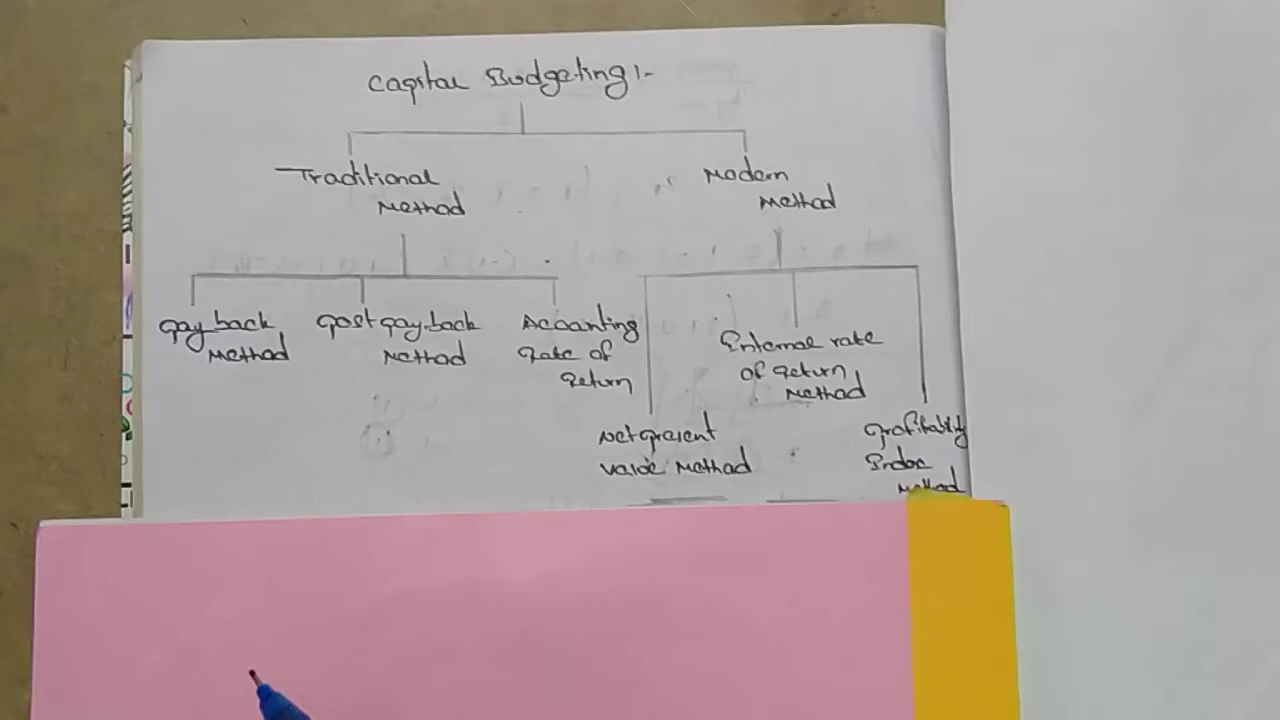 Capital Budgeting :-
Traditional
Method
Modern
Method
Pay back
Method
Post pay-back
Method
Accounting
Rate of
Return
Internal rate
of Return
Method
Net present
value Method
Profitability
Index
Method